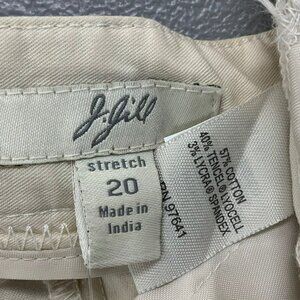 J.Jill
stretch
20
Made in
India
57% COTTON
40% TENCEL® LYOCELL
3% LYCRA® SPANDEX
RN 97641